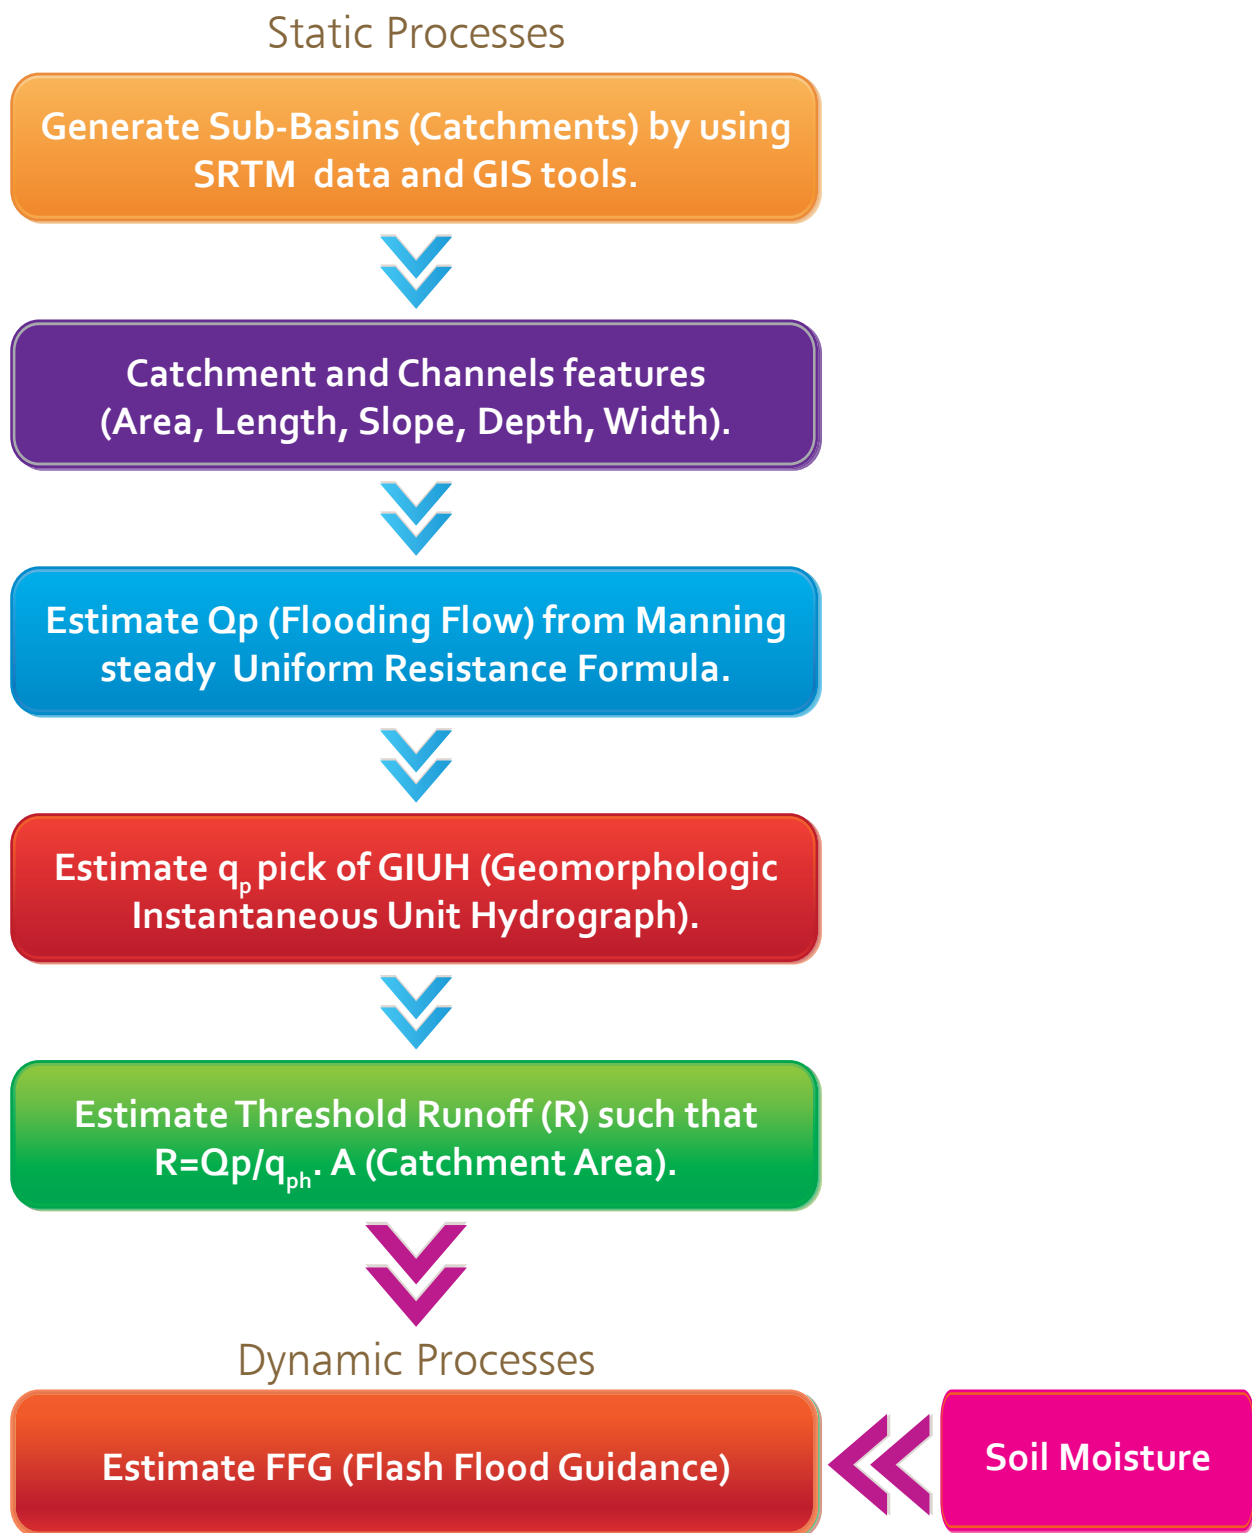 Static Processes
Generate Sub-Basins (Catchments) by using
SRTM data and GIS tools.
Catchment and Channels features
(Area, Length, Slope, Depth, Width).
Estimate Qp (Flooding Flow) from Manning
steady Uniform Resistance Formula.
Estimate qp pick of GIUH (Geomorphologic
Instantaneous Unit Hydrograph).
Estimate Threshold Runoff (R) such that
R=Qp/qph. A (Catchment Area).
Dynamic Processes
Estimate FFG (Flash Flood Guidance)
Soil Moisture